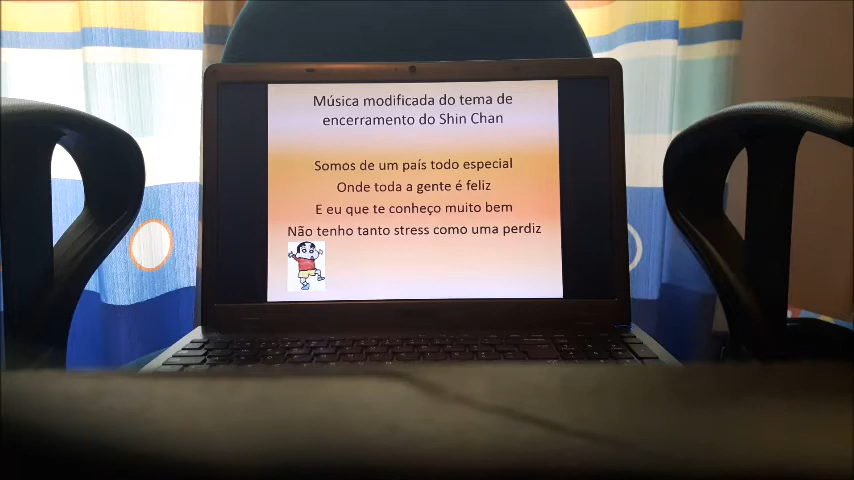 Música modificada do tema de
encerramento do Shin Chan
Somos de um país todo especial
Onde toda a gente é feliz
E eu que te conheço muito bem
Não tenho tanto stress como uma perdiz